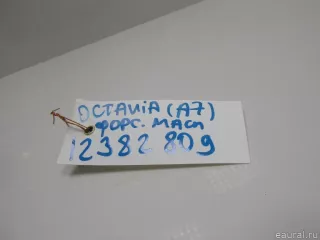 OCTAVIA (A7)
ФОРС. МАСЛ
12382809
eaural.ru